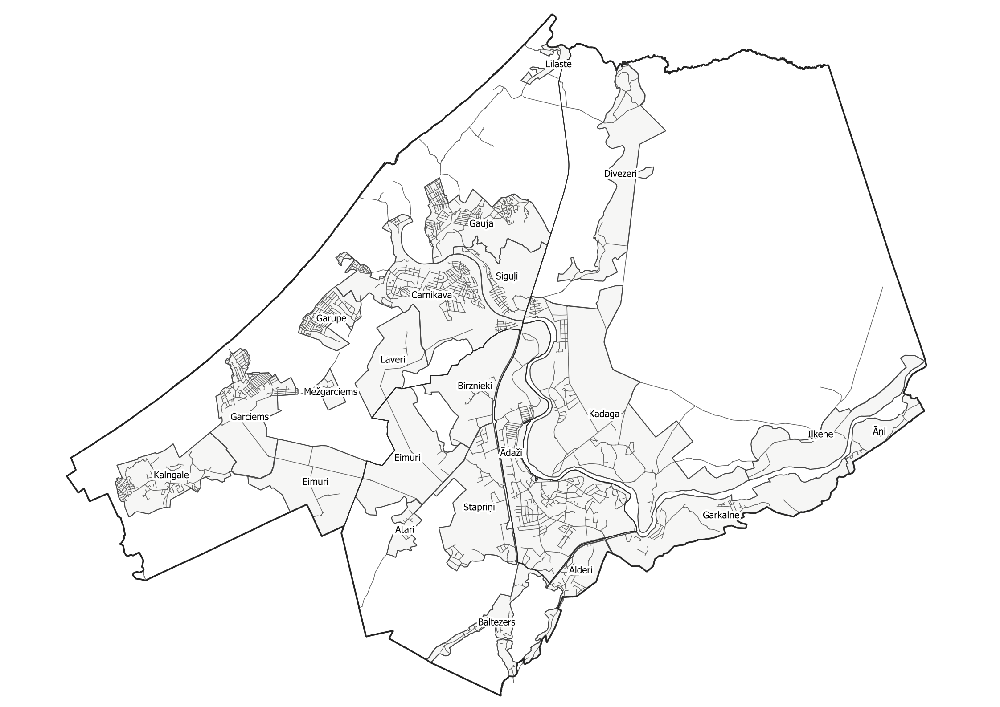 Lilaste
Divezeri
Gauja
Siguļi
Carnikava
Garupe
Laveri
Birznieki
Mežgarciems
Kadaga
Garciems
Iļķene
Āņi
Ādaži
Eimuri
Kalngale
Eimuri
Stapriņi
Garkalne
Atari
Alderi
Baltezers